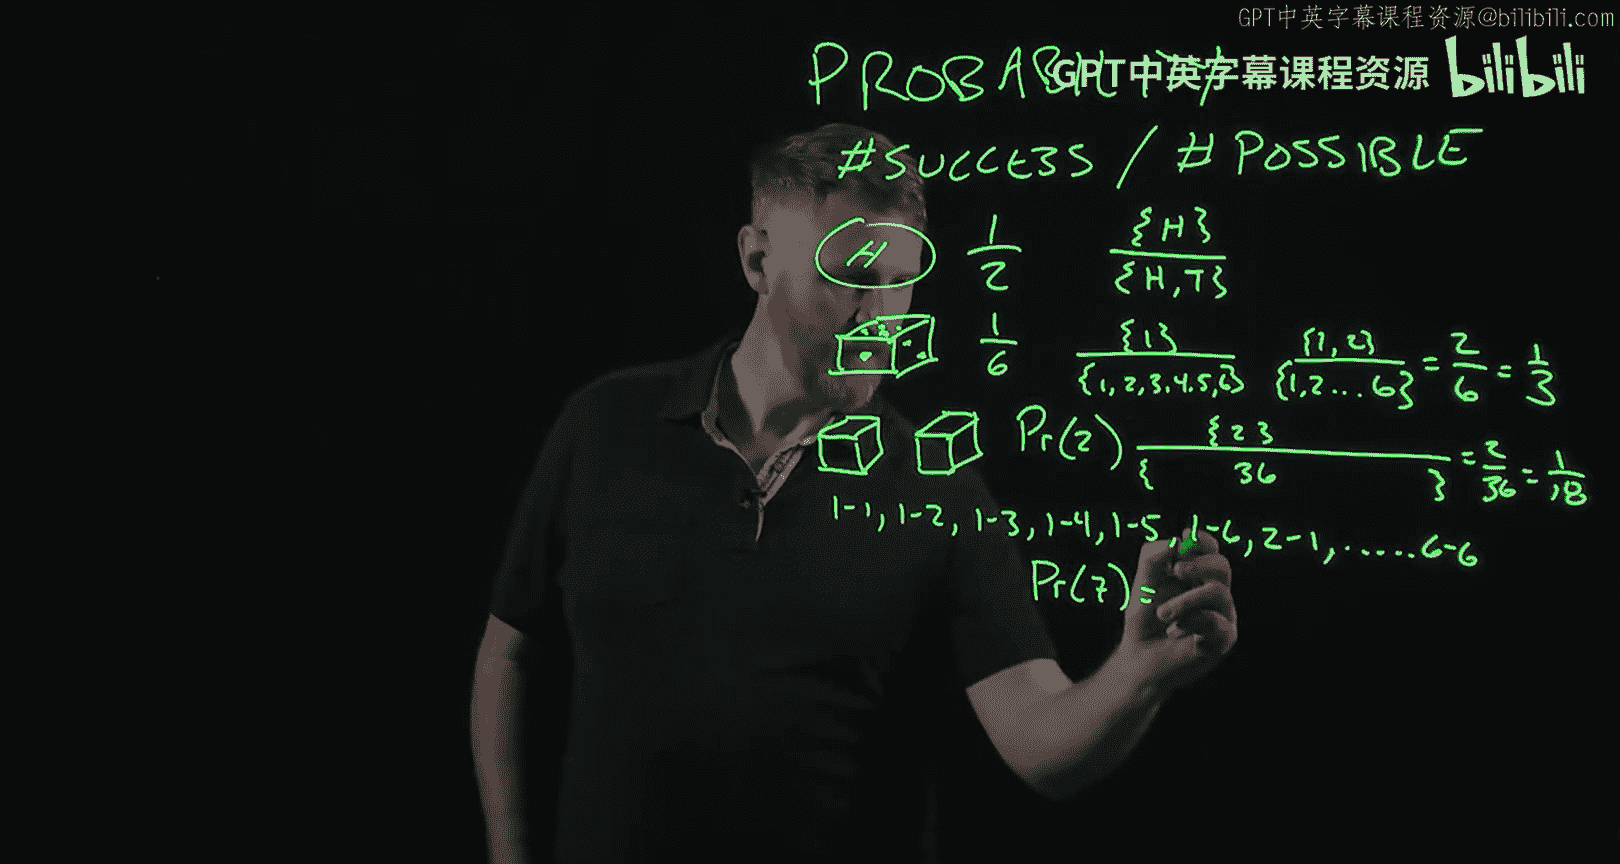 GPT中英字幕课程资源@bilibili.com
GPT中英字幕课程资源 bilibili
PROBABILITY
#SUCCESS / # POSSIBLE
H 1/2 {H}/{H,T}
1/6 {1}/{1,2,3,4,5,6} {1,2}/{1,2...6} = 2/6 = 1/3
Pr(2) {2}/{36} = 2/36 = 1/18
1-1, 1-2, 1-3, 1-4, 1-5, 1-6, 2-1, ......6-6
Pr(7) =